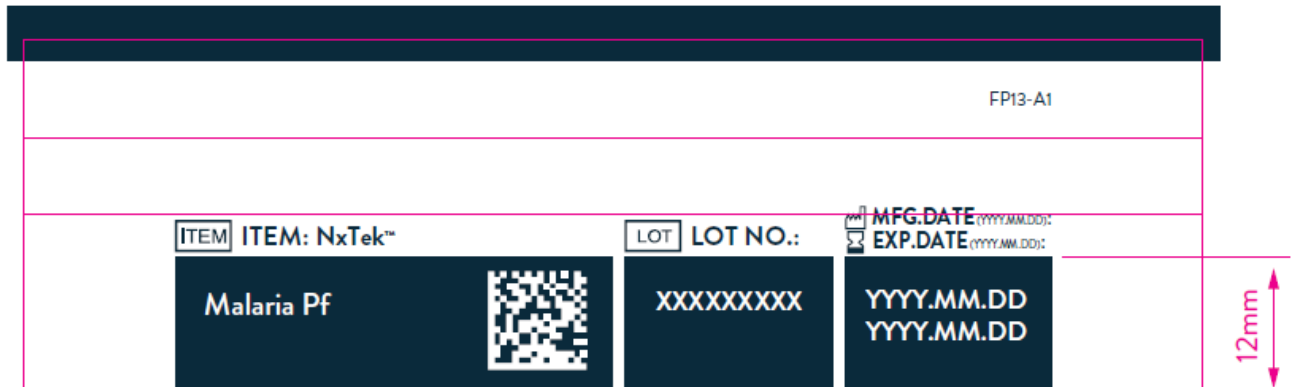 FP13-A1
ITEM ITEM: NxTek™
LOT LOT NO.:
MFG.DATE (YYYY.MM.DD):
EXP.DATE (YYYY.MM.DD):
Malaria Pf
XXXXXXXXX
YYYY.MM.DD
YYYY.MM.DD
12mm